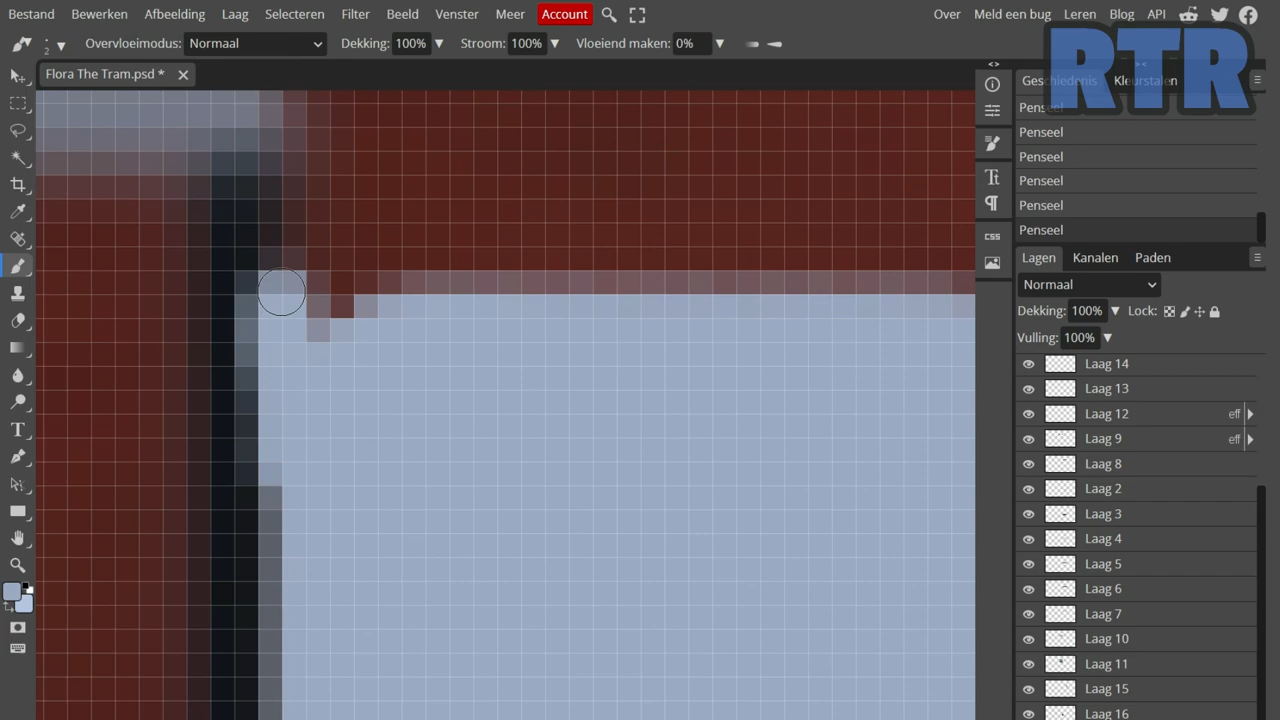 Bestand Bewerken Afbeelding Laag Selecteren Filter Beeld Venster Meer Account Over Meld een bug Leren Blog API
2 Overvloeimodus: Normaal Dekking: 100% Stroom: 100% Vloeiend maken: 0%
RTR
Flora The Tram.psd *
Geschiedenis Kleurstalen
Penseel
Penseel
Penseel
Penseel
Penseel
Penseel
Lagen Kanalen Paden
Normaal
Dekking: 100% Lock:
Vulling: 100%
Laag 14
Laag 13
Laag 12 eff
Laag 9 eff
Laag 8
Laag 2
Laag 3
Laag 4
Laag 5
Laag 6
Laag 7
Laag 10
Laag 11
Laag 15
Laag 16
CSS